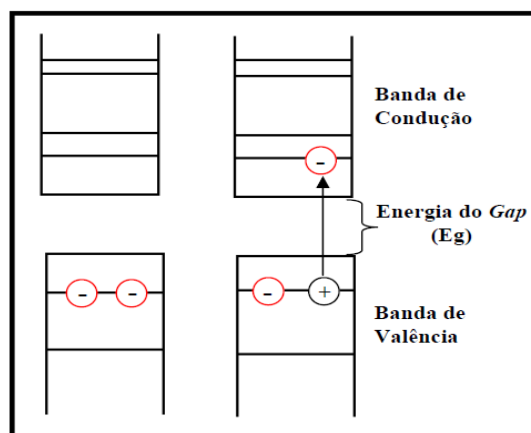 Banda de
Condução
-
Energia do Gap
(Eg)
- -
- +
Banda de
Valência